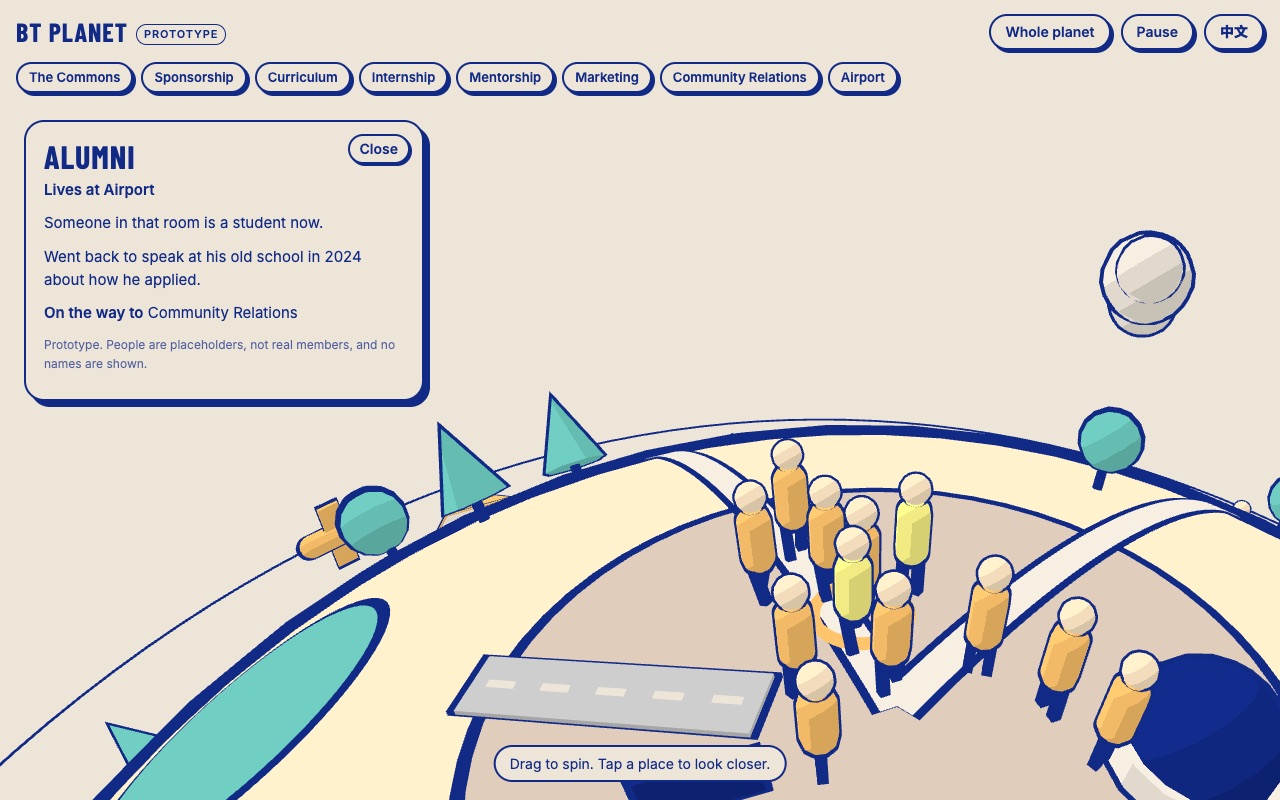 BT PLANET PROTOTYPE
Whole planet Pause 中文
The Commons Sponsorship Curriculum Internship Mentorship Marketing Community Relations Airport
ALUMNI
Close
Lives at Airport
Someone in that room is a student now.
Went back to speak at his old school in 2024
about how he applied.
On the way to Community Relations
Prototype. People are placeholders, not real members, and no
names are shown.
Drag to spin. Tap a place to look closer.